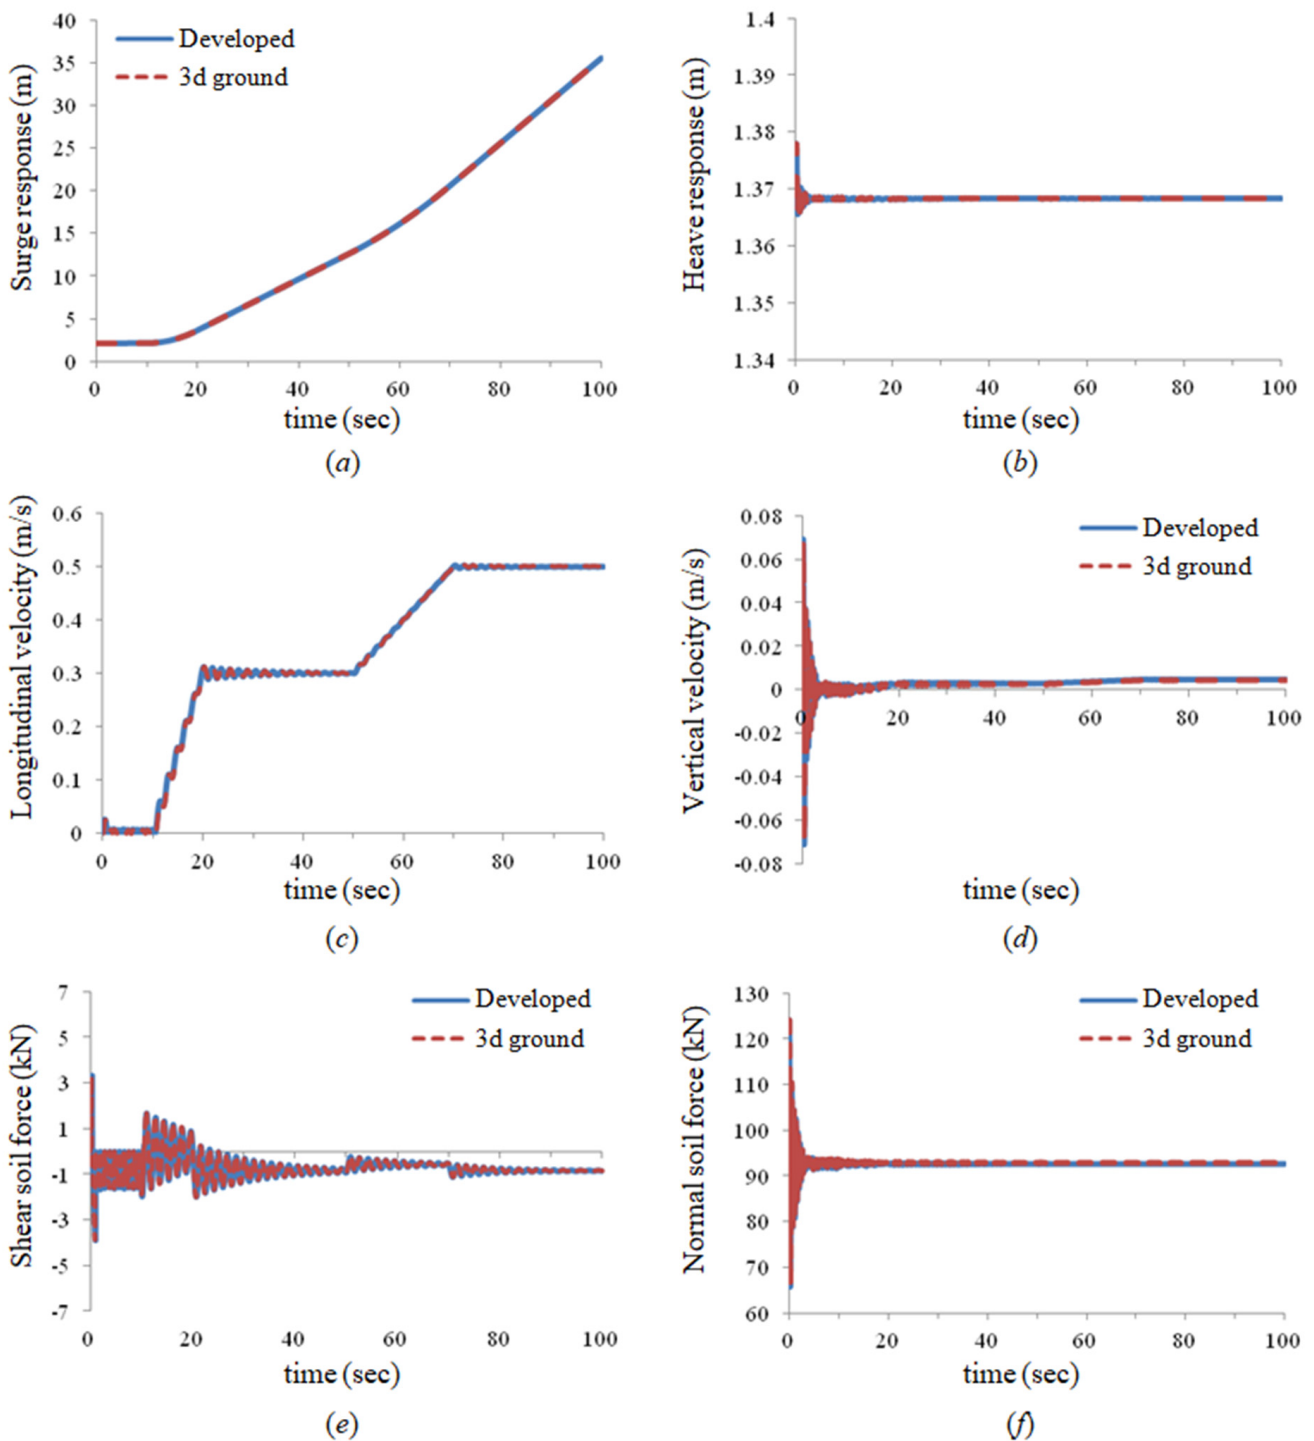 Surge response (m)
40
35
30
25
20
15
10
5
0
Developed
3d ground
0 20 40 60 80 100
time (sec)
(a)
Heave response (m)
1.4
1.39
1.38
1.37
1.36
1.35
1.34
0 20 40 60 80 100
time (sec)
(b)
Longitudinal velocity (m/s)
0.6
0.5
0.4
0.3
0.2
0.1
0
0 20 40 60 80 100
time (sec)
(c)
Vertical velocity (m/s)
0.08
0.06
0.04
0.02
0
-0.02
-0.04
-0.06
-0.08
Developed
3d ground
0 20 40 60 80 100
time (sec)
(d)
Shear soil force (kN)
7
5
3
1
-1
-3
-5
-7
Developed
3d ground
0 20 40 60 80 100
time (sec)
(e)
Normal soil force (kN)
130
120
110
100
90
80
70
60
Developed
3d ground
0 20 40 60 80 100
time (sec)
(f)